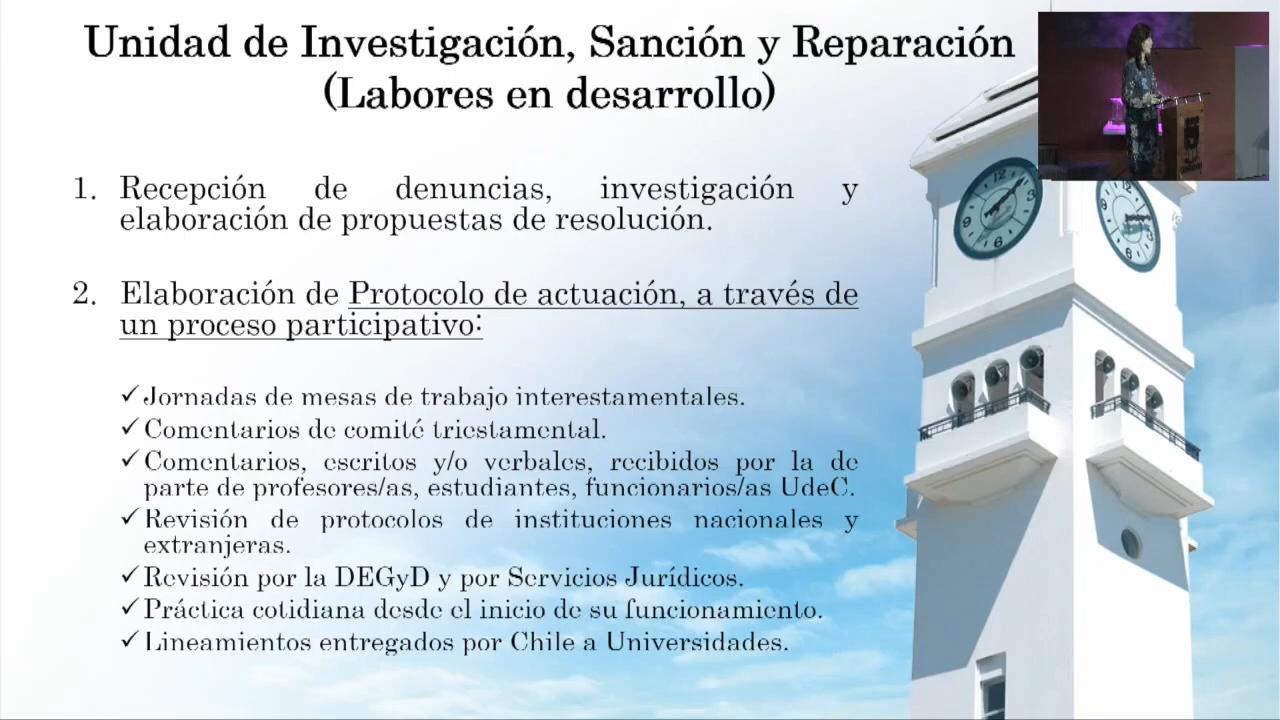 Unidad de Investigación, Sanción y Reparación
(Labores en desarrollo)
1. Recepción de denuncias, investigación y
elaboración de propuestas de resolución.
2. Elaboración de Protocolo de actuación, a través de
un proceso participativo:
✓Jornadas de mesas de trabajo interestamentales.
✓Comentarios de comité triestamental.
✓Comentarios, escritos y/o verbales, recibidos por la de
parte de profesores/as, estudiantes, funcionarios/as UdeC.
✓Revisión de protocolos de instituciones nacionales y
extranjeras.
✓Revisión por la DEGyD y por Servicios Jurídicos.
✓Práctica cotidiana desde el inicio de su funcionamiento.
✓Lineamientos entregados por Chile a Universidades.
12
3
6
9